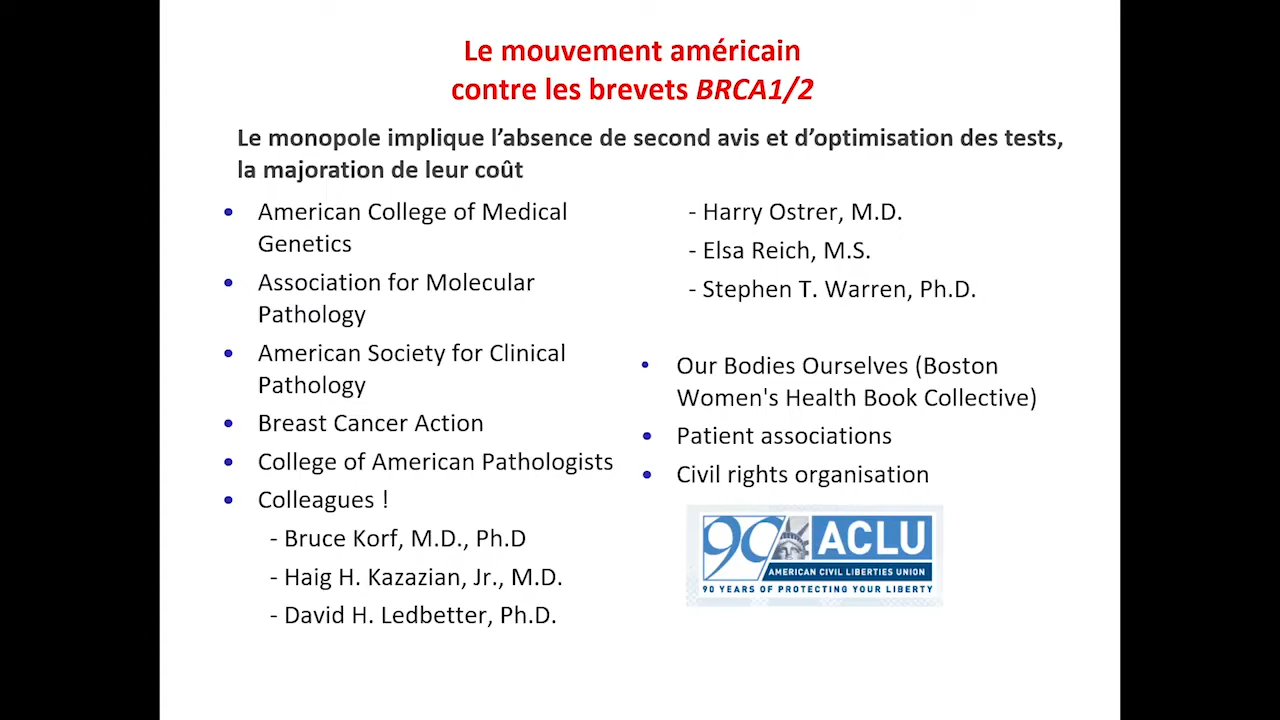 Le mouvement américain
contre les brevets BRCA1/2
Le monopole implique l’absence de second avis et d’optimisation des tests,
la majoration de leur coût
• American College of Medical
Genetics
• Association for Molecular
Pathology
• American Society for Clinical
Pathology
• Breast Cancer Action
• College of American Pathologists
• Colleagues !
- Bruce Korf, M.D., Ph.D
- Haig H. Kazazian, Jr., M.D.
- David H. Ledbetter, Ph.D.
- Harry Ostrer, M.D.
- Elsa Reich, M.S.
- Stephen T. Warren, Ph.D.
• Our Bodies Ourselves (Boston
Women's Health Book Collective)
• Patient associations
• Civil rights organisation
90 ACLU
AMERICAN CIVIL LIBERTIES UNION
90 YEARS OF PROTECTING YOUR LIBERTY